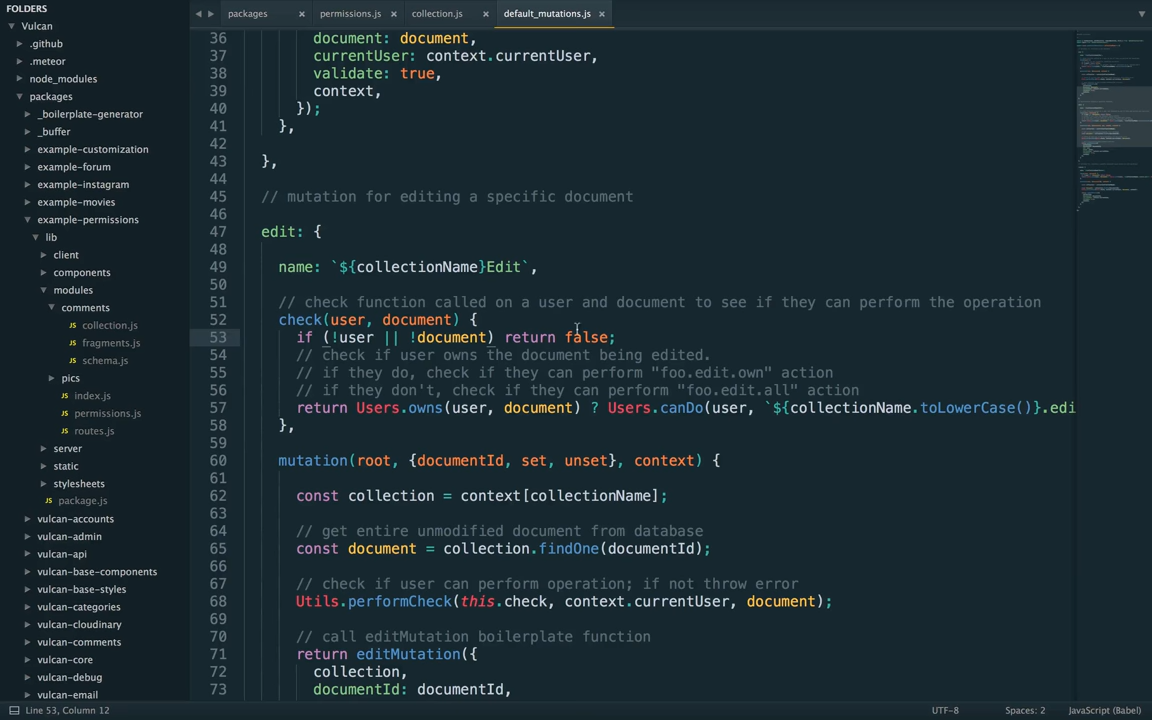 FOLDERS
Vulcan
.github
.meteor
node_modules
packages
_boilerplate-generator
_buffer
example-customization
example-forum
example-instagram
example-movies
example-permissions
lib
client
components
modules
comments
collection.js
fragments.js
schema.js
pics
index.js
permissions.js
routes.js
server
static
stylesheets
package.js
vulcan-accounts
vulcan-admin
vulcan-api
vulcan-base-components
vulcan-base-styles
vulcan-categories
vulcan-cloudinary
vulcan-comments
vulcan-core
vulcan-debug
vulcan-email
packages × permissions.js × collection.js × default_mutations.js ×
36 document: document,
37 currentUser: context.currentUser,
38 validate: true,
39 context,
40 });
41 },
42
43 },
44
45 // mutation for editing a specific document
46
47 edit: {
48
49 name: `${collectionName}Edit`,
50
51 // check function called on a user and document to see if they can perform the operation
52 check(user, document) {
53 if (!user || !document) return false;
54 // check if user owns the document being edited.
55 // if they do, check if they can perform "foo.edit.own" action
56 // if they don't, check if they can perform "foo.edit.all" action
57 return Users.owns(user, document) ? Users.canDo(user, `${collectionName.toLowerCase()}.edi
58 },
59
60 mutation(root, {documentId, set, unset}, context) {
61
62 const collection = context[collectionName];
63
64 // get entire unmodified document from database
65 const document = collection.findOne(documentId);
66
67 // check if user can perform operation; if not throw error
68 Utils.performCheck(this.check, context.currentUser, document);
69
70 // call editMutation boilerplate function
71 return editMutation({
72 collection,
73 documentId: documentId,
Line 53, Column 12 UTF-8 Spaces: 2 JavaScript (Babel)